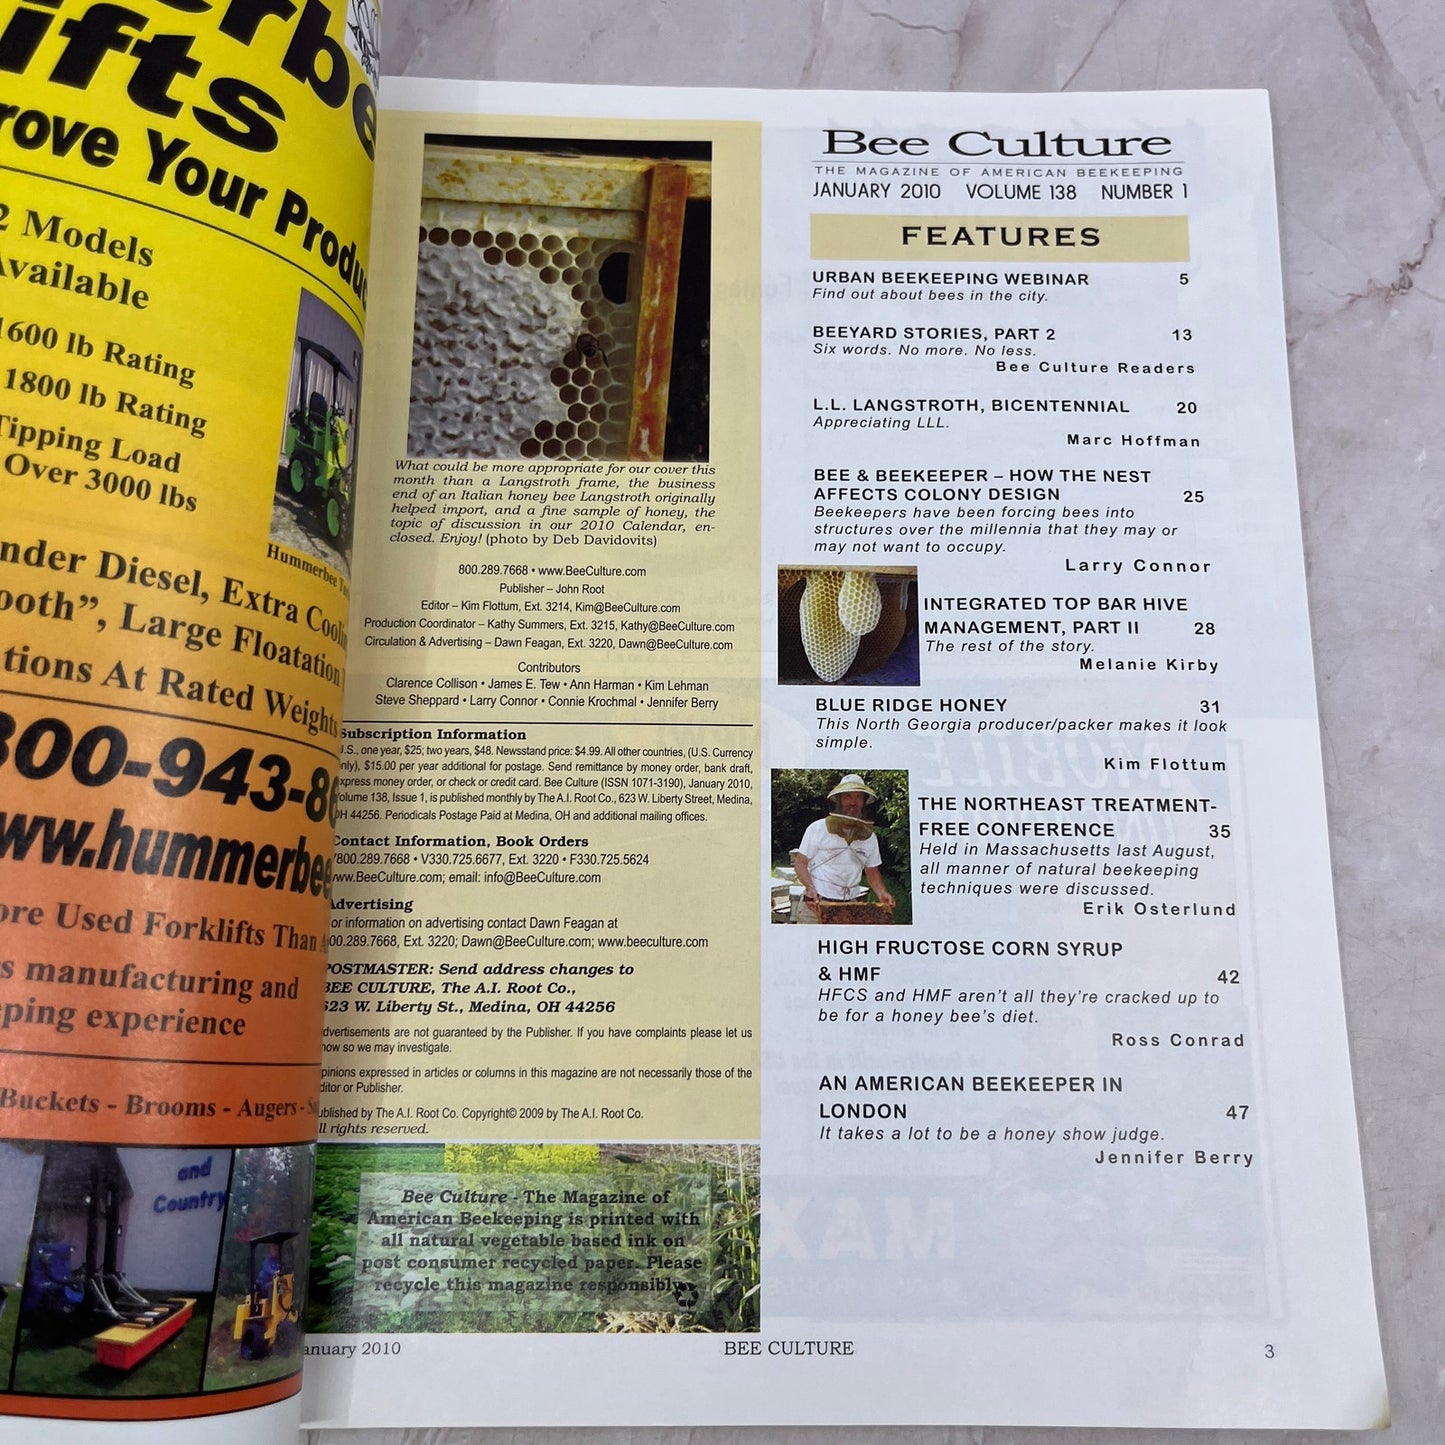 ifts
rove Your Produ
2 Models
Available
1600 lb Rating
1800 lb Rating
Tipping Load
Over 3000 lbs
Hummerbee
nder Diesel, Extra
ooth”, Large Floatation
tions At Rated Weights
800-943-86
ww.hummerbee
ore Used Forklifts Than
rs manufacturing and
eping experience
Buckets - Brooms - Augers -
and
Country
What could be more appropriate for our cover this
month than a Langstroth frame, the business
end of an Italian honey bee Langstroth originally
helped import, and a fine sample of honey, the
topic of discussion in our 2010 Calendar, en-
closed. Enjoy! (photo by Deb Davidovits)
800.289.7668 • www.BeeCulture.com
Publisher – John Root
Editor – Kim Flottum, Ext. 3214, Kim@BeeCulture.com
Production Coordinator – Kathy Summers, Ext. 3215, Kathy@BeeCulture.com
Circulation & Advertising – Dawn Feagan, Ext. 3220, Dawn@BeeCulture.com
Contributors
Clarence Collison • James E. Tew • Ann Harman • Kim Lehman
Steve Sheppard • Larry Connor • Connie Krochmal • Jennifer Berry
Subscription Information
U.S., one year, $25; two years, $48. Newsstand price: $4.99. All other countries, (U.S. Currency
only), $15.00 per year additional for postage. Send remittance by money order, bank draft,
express money order, or check or credit card. Bee Culture (ISSN 1071-3190), January 2010,
Volume 138, Issue 1, is published monthly by The A.I. Root Co., 623 W. Liberty Street, Medina,
OH 44256. Periodicals Postage Paid at Medina, OH and additional mailing offices.
Contact Information, Book Orders
800.289.7668 • V330.725.6677, Ext. 3220 • F330.725.5624
www.BeeCulture.com; email: info@BeeCulture.com
Advertising
For information on advertising contact Dawn Feagan at
800.289.7668, Ext. 3220; Dawn@BeeCulture.com; www.beeculture.com
POSTMASTER: Send address changes to
BEE CULTURE, The A.I. Root Co.,
623 W. Liberty St., Medina, OH 44256
Advertisements are not guaranteed by the Publisher. If you have complaints please let us
know so we may investigate.
Opinions expressed in articles or columns in this magazine are not necessarily those of the
Editor or Publisher.
Published by The A.I. Root Co. Copyright© 2009 by The A.I. Root Co.
All rights reserved.
Bee Culture - The Magazine of
American Beekeeping is printed with
all natural vegetable based ink on
post consumer recycled paper. Please
recycle this magazine responsibly.
Bee Culture
THE MAGAZINE OF AMERICAN BEEKEEPING
JANUARY 2010 VOLUME 138 NUMBER 1
FEATURES
URBAN BEEKEEPING WEBINAR 5
Find out about bees in the city.
BEEYARD STORIES, PART 2 13
Six words. No more. No less.
Bee Culture Readers
L.L. LANGSTROTH, BICENTENNIAL 20
Appreciating LLL.
Marc Hoffman
BEE & BEEKEEPER – HOW THE NEST
AFFECTS COLONY DESIGN 25
Beekeepers have been forcing bees into
structures over the millennia that they may or
may not want to occupy.
Larry Connor
INTEGRATED TOP BAR HIVE
MANAGEMENT, PART II 28
The rest of the story.
Melanie Kirby
BLUE RIDGE HONEY 31
This North Georgia producer/packer makes it look
simple.
Kim Flottum
THE NORTHEAST TREATMENT-
FREE CONFERENCE 35
Held in Massachusetts last August,
all manner of natural beekeeping
techniques were discussed.
Erik Osterlund
HIGH FRUCTOSE CORN SYRUP
& HMF 42
HFCS and HMF aren't all they're cracked up to
be for a honey bee's diet.
Ross Conrad
AN AMERICAN BEEKEEPER IN
LONDON 47
It takes a lot to be a honey show judge.
Jennifer Berry
January 2010 BEE CULTURE 3